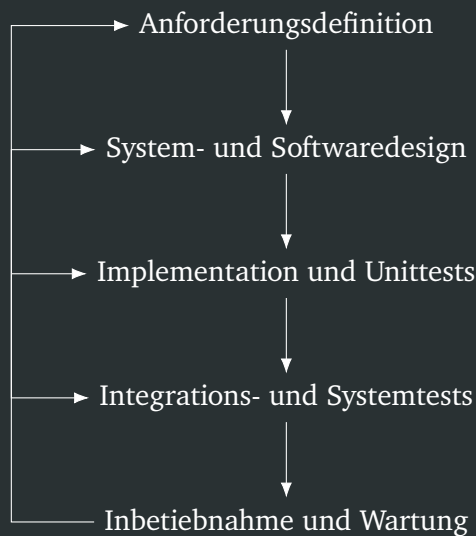 Anforderungsdefinition
System- und Softwaredesign
Implementation und Unittests
Integrations- und Systemtests
Inbetiebnahme und Wartung